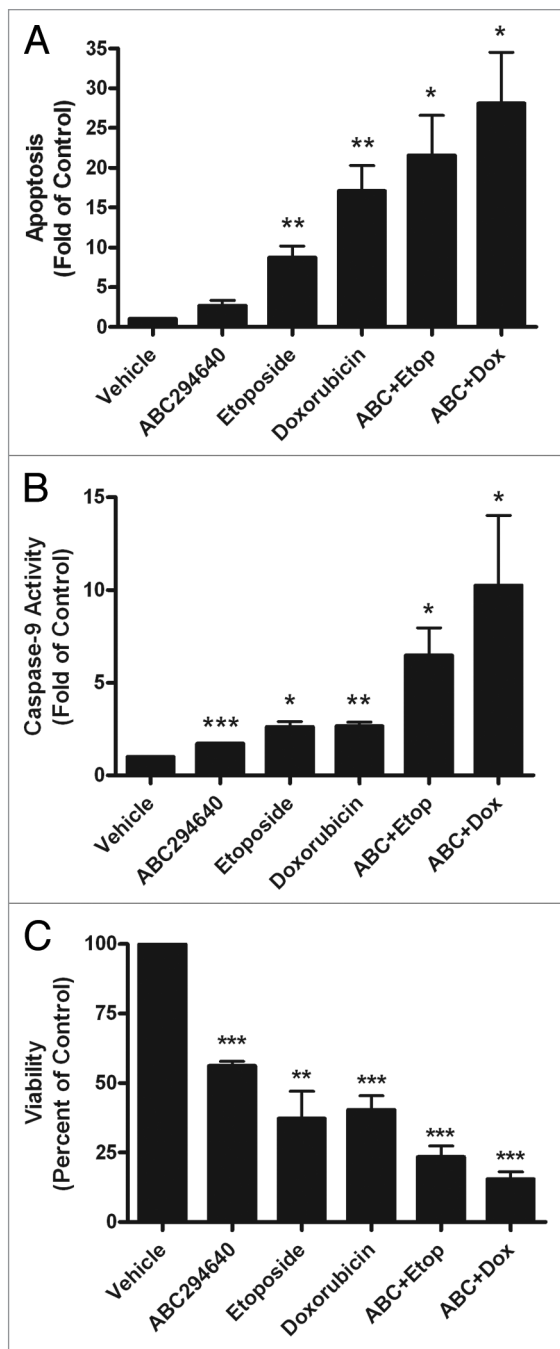 A
Apoptosis
(Fold of Control)
35
30
25
20
15
10
5
0
**
**
*
*
Vehicle
ABC294640
Etoposide
Doxorubicin
ABC+Etop
ABC+Dox
B
Caspase-9 Activity
(Fold of Control)
15
10
5
0
***
*
**
*
*
Vehicle
ABC294640
Etoposide
Doxorubicin
ABC+Etop
ABC+Dox
C
Viability
(Percent of Control)
100
75
50
25
0
***
**
***
***
***
Vehicle
ABC294640
Etoposide
Doxorubicin
ABC+Etop
ABC+Dox